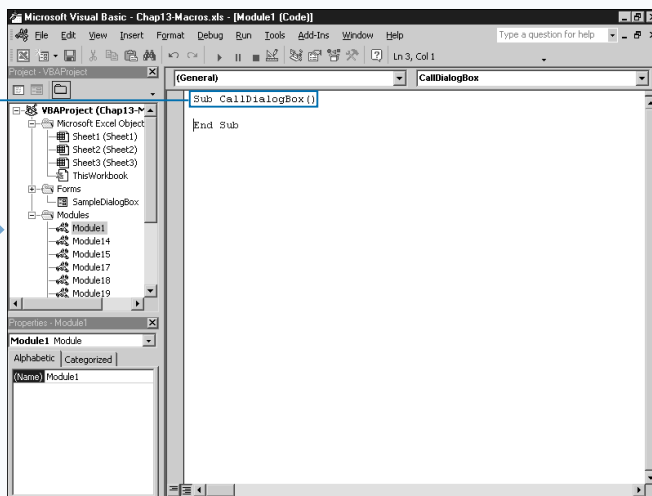 Microsoft Visual Basic - Chap13-Macros.xls - [Module1 (Code)]
File Edit View Insert Format Debug Run Tools Add-Ins Window Help
Type a question for help
Ln 3, Col 1
Project - VBAProject
(General)
CallDialogBox
VBAProject (Chap13-M
Microsoft Excel Object
Sheet1 (Sheet1)
Sheet2 (Sheet2)
Sheet3 (Sheet3)
ThisWorkbook
Forms
SampleDialogBox
Modules
Module1
Module14
Module15
Module17
Module18
Module19
Sub CallDialogBox()
End Sub
Properties - Module1
Module1 Module
Alphabetic Categorized
(Name) Module1